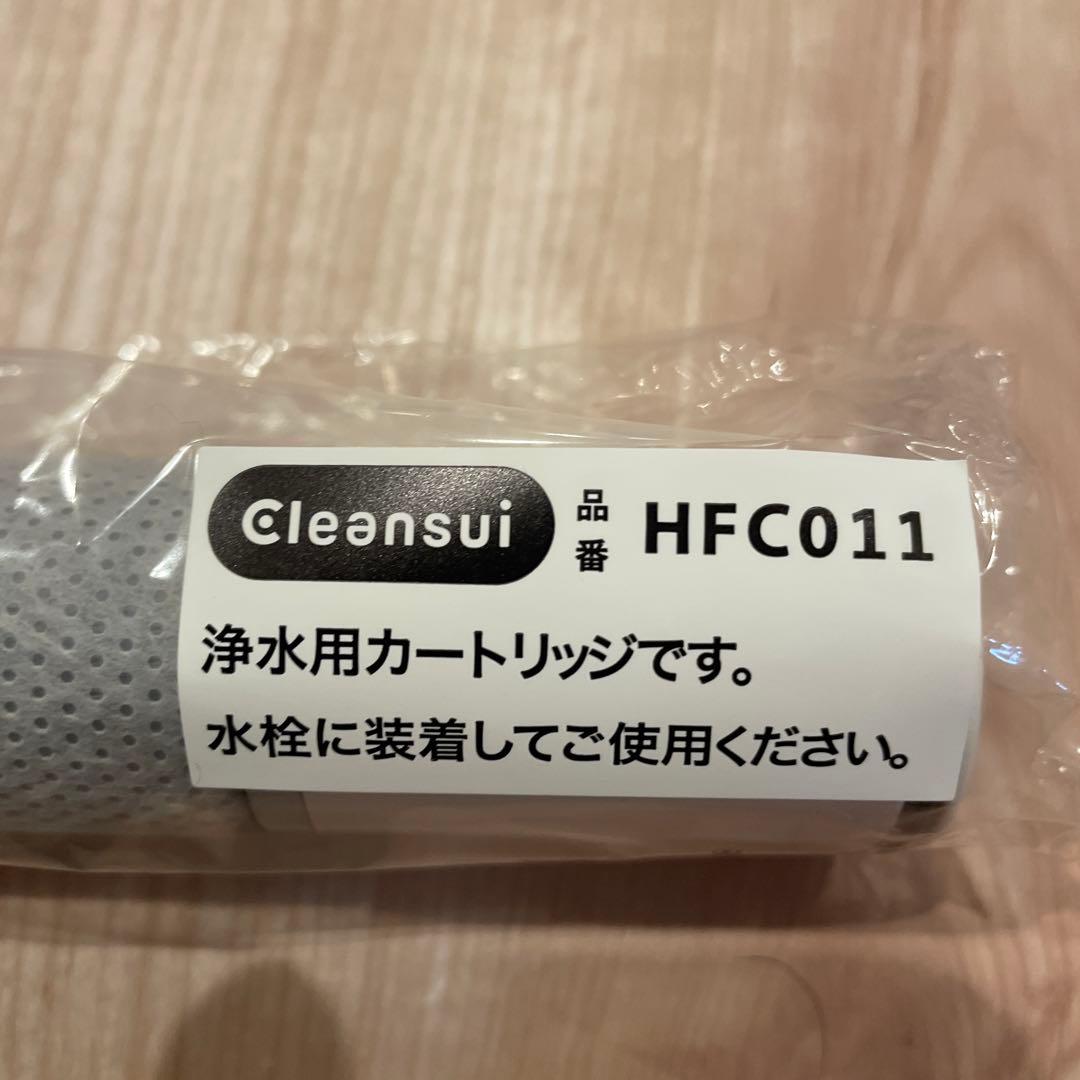 Cleansui 品番 HFC011
浄水用カートリッジです。
水栓に装着してご使用ください。